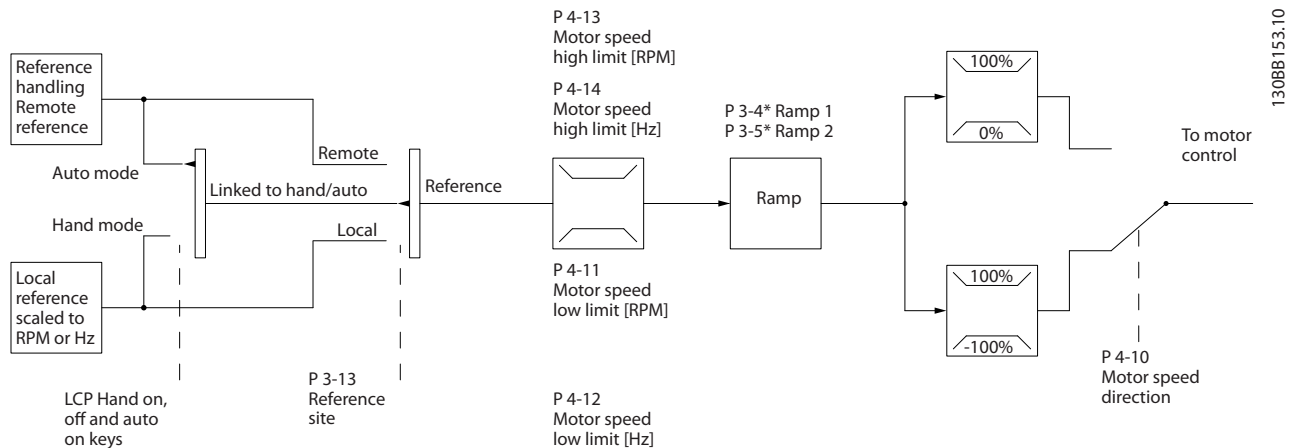 P 4-13
Motor speed
high limit [RPM]
P 4-14
Motor speed
high limit [Hz]
130BB153.10
Reference
handling
Remote
reference
Auto mode
Hand mode
Linked to hand/auto
Remote
Local
Reference
P 3-4* Ramp 1
P 3-5* Ramp 2
Ramp
100%
0%
To motor
control
Local
reference
scaled to
RPM or Hz
P 4-11
Motor speed
low limit [RPM]
100%
-100%
LCP Hand on,
off and auto
on keys
P 3-13
Reference
site
P 4-12
Motor speed
low limit [Hz]
P 4-10
Motor speed
direction